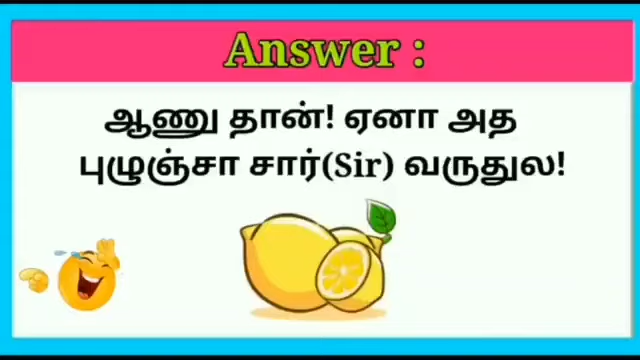 Answer :
ஆணு தான்! ஏனா அத
புழுஞ்சா சார்(Sir) வருதுல!